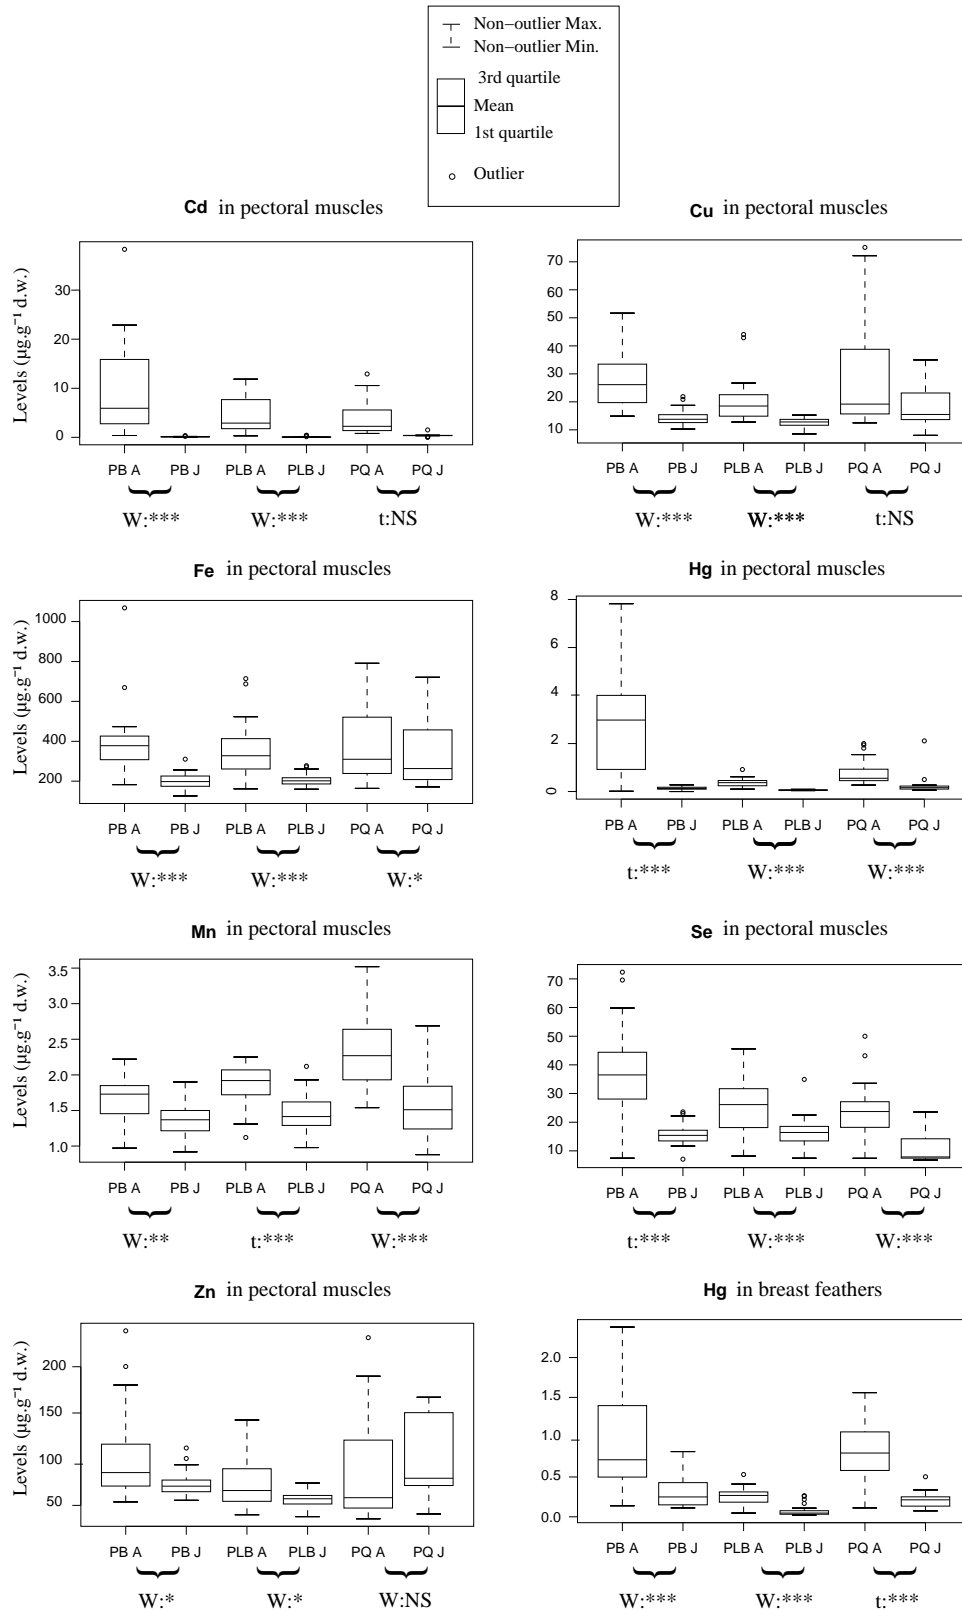 Non−outlier Max.
Non−outlier Min.
3rd quartile
Mean
1st quartile
Outlier
Cd in pectoral muscles
Levels (µg.g⁻¹ d.w.)
30
20
10
0
PB A PB J PLB A PLB J PQ A PQ J
W:*** W:*** t:NS
Cu in pectoral muscles
70
60
50
40
30
20
10
PB A PB J PLB A PLB J PQ A PQ J
W:*** W:*** t:NS
Fe in pectoral muscles
Levels (µg.g⁻¹ d.w.)
1000
800
600
400
200
PB A PB J PLB A PLB J PQ A PQ J
W:*** W:*** W:*
Hg in pectoral muscles
8
6
4
2
0
PB A PB J PLB A PLB J PQ A PQ J
t:*** W:*** W:***
Mn in pectoral muscles
Levels (µg.g⁻¹ d.w.)
3.5
3.0
2.5
2.0
1.5
1.0
PB A PB J PLB A PLB J PQ A PQ J
W:** t:*** W:***
Se in pectoral muscles
70
60
50
40
30
20
10
PB A PB J PLB A PLB J PQ A PQ J
t:*** W:*** W:***
Zn in pectoral muscles
Levels (µg.g⁻¹ d.w.)
200
100
50
PB A PB J PLB A PLB J PQ A PQ J
W:* W:* W:NS
Hg in breast feathers
2.0
1.5
1.0
0.5
0.0
PB A PB J PLB A PLB J PQ A PQ J
W:*** W:*** t:***